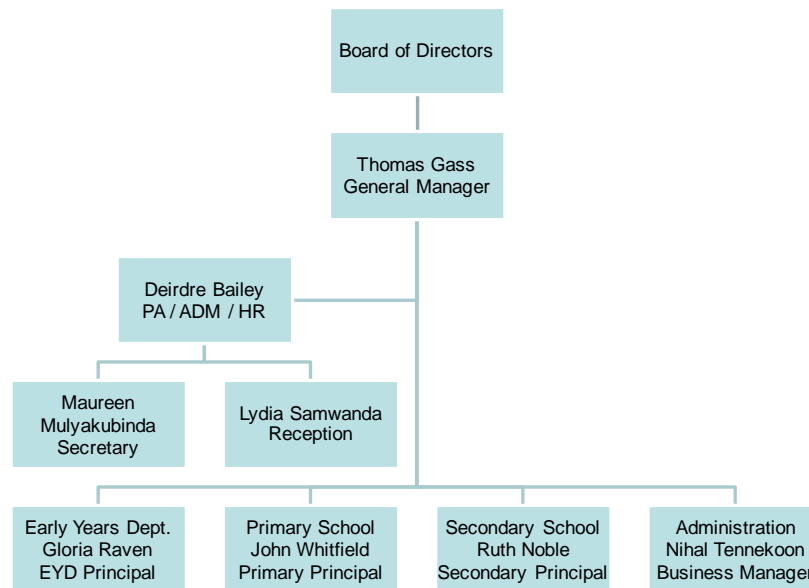 Board of Directors
Thomas Gass
General Manager
Deirdre Bailey
PA / ADM / HR
Maureen
Mulyakubinda
Secretary
Lydia Samwanda
Reception
Early Years Dept.
Gloria Raven
EYD Principal
Primary School
John Whitfield
Primary Principal
Secondary School
Ruth Noble
Secondary Principal
Administration
Nihal Tennekoon
Business Manager